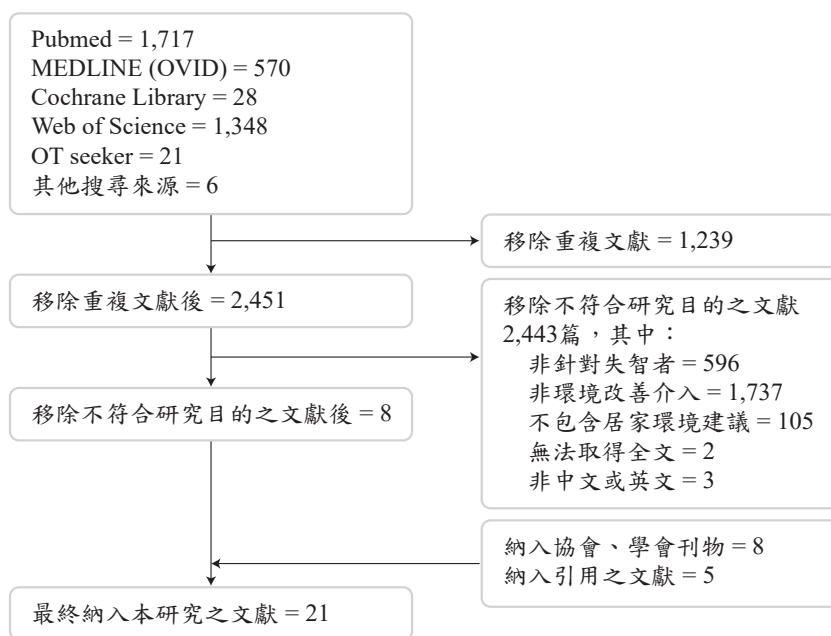 Pubmed = 1,717
MEDLINE (OVID) = 570
Cochrane Library = 28
Web of Science = 1,348
OT seeker = 21
其他搜尋來源 = 6
移除重複文獻 = 1,239
移除重複文獻後 = 2,451
移除不符合研究目的之文獻
2,443篇，其中：
非針對失智者 = 596
非環境改善介入 = 1,737
不包含居家環境建議 = 105
無法取得全文 = 2
非中文或英文 = 3
移除不符合研究目的之文獻後 = 8
納入協會、學會刊物 = 8
納入引用之文獻 = 5
最終納入本研究之文獻 = 21